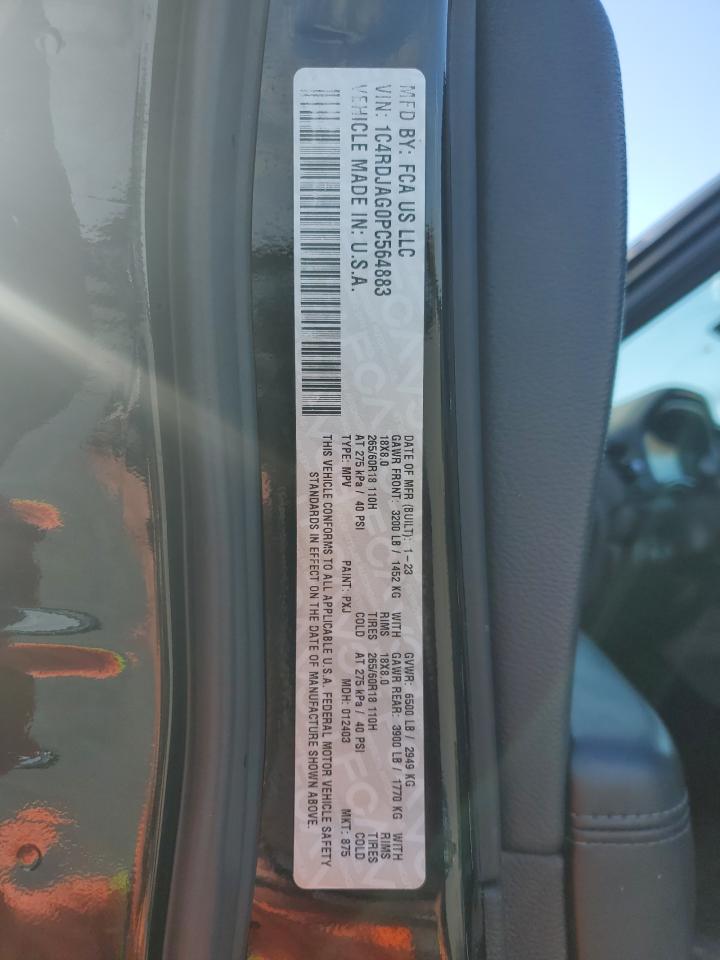 MFD BY: FCA US LLC
VIN: 1C4RDJAG0PC564883
VEHICLE MADE IN: U.S.A.
DATE OF MFR (BUILT): 1-23 GVWR: 6500 LB / 2949 KG
GAWR FRONT: 3200 LB / 1452 KG WITH GAWR REAR: 3900 LB / 1770 KG WITH
18X8.0 RIMS 18X8.0 RIMS
265/60R18 110H TIRES 265/60R18 110H TIRES
AT 275 kPa / 40 PSI COLD AT 275 kPa / 40 PSI COLD
TYPE: MPV PAINT: PXJ MDH: 012403 MKT: 875
THIS VEHICLE CONFORMS TO ALL APPLICABLE U.S.A. FEDERAL MOTOR VEHICLE SAFETY
STANDARDS IN EFFECT ON THE DATE OF MANUFACTURE SHOWN ABOVE.